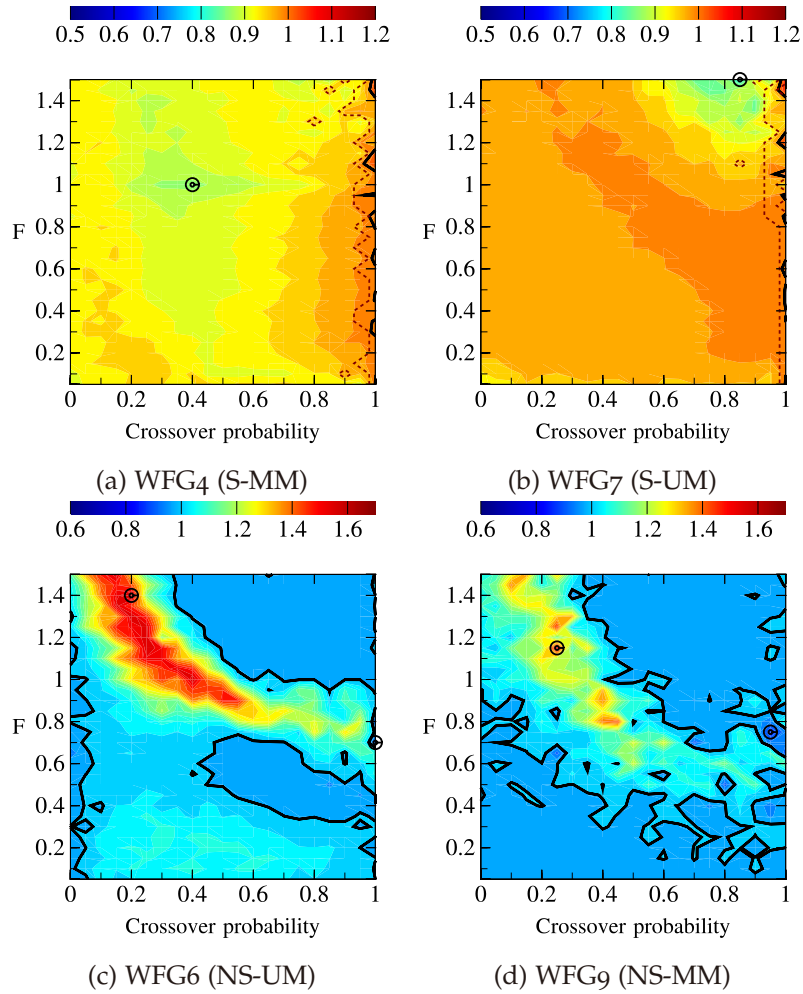 0.5 0.6 0.7 0.8 0.9 1 1.1 1.2
0.5 0.6 0.7 0.8 0.9 1 1.1 1.2
1.4
1.2
1
0.8
F
0.6
0.4
0.2
0 0.2 0.4 0.6 0.8 1
Crossover probability
(a) WFG4 (S-MM)
1.4
1.2
1
0.8
F
0.6
0.4
0.2
0 0.2 0.4 0.6 0.8 1
Crossover probability
(b) WFG7 (S-UM)
0.6 0.8 1 1.2 1.4 1.6
0.6 0.8 1 1.2 1.4 1.6
1.4
1.2
1
0.8
F
0.6
0.4
0.2
0 0.2 0.4 0.6 0.8 1
Crossover probability
(c) WFG6 (NS-UM)
1.4
1.2
1
0.8
F
0.6
0.4
0.2
0 0.2 0.4 0.6 0.8 1
Crossover probability
(d) WFG9 (NS-MM)